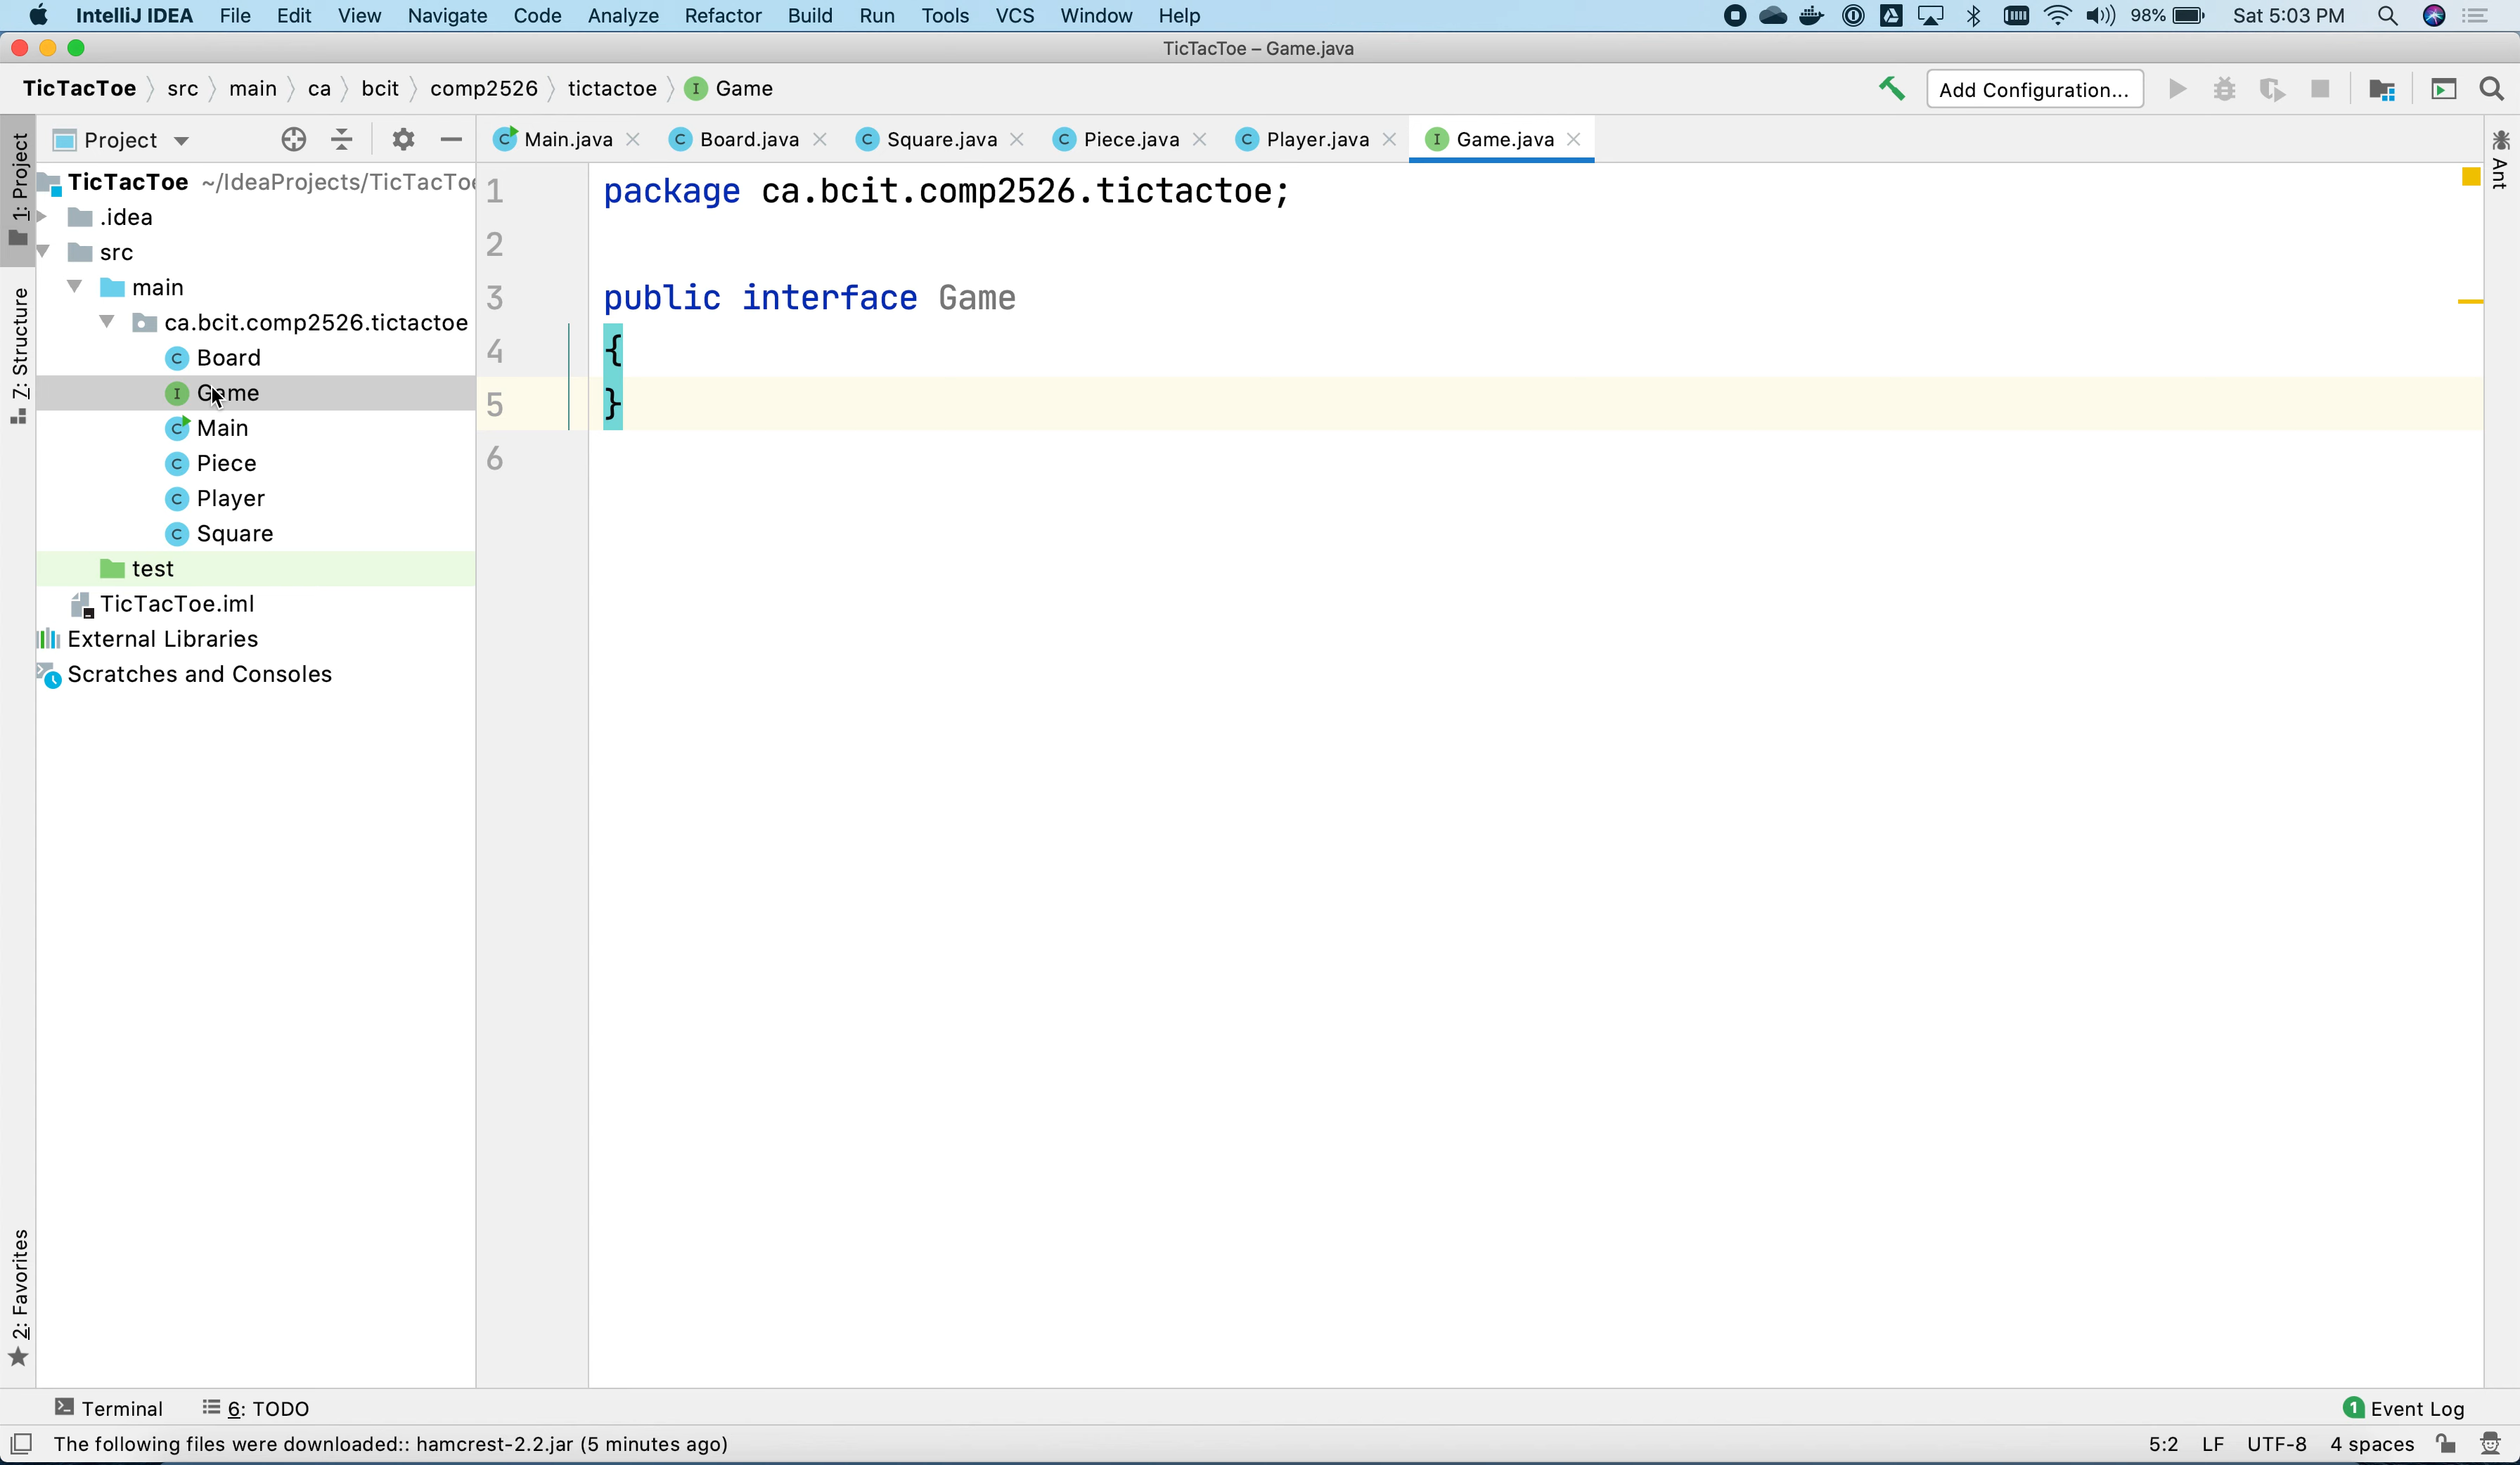 IntelliJ IDEA File Edit View Navigate Code Analyze Refactor Build Run Tools VCS Window Help 98% Sat 5:03 PM
TicTacToe – Game.java
TicTacToe src main ca bcit comp2526 tictactoe I Game Add Configuration...
Project C Main.java C Board.java C Square.java C Piece.java C Player.java I Game.java
1: Project
Z: Structure
2: Favorites
Ant
TicTacToe ~/IdeaProjects/TicTacToe
.idea
src
main
ca.bcit.comp2526.tictactoe
C Board
I Game
C Main
C Piece
C Player
C Square
test
TicTacToe.iml
External Libraries
Scratches and Consoles
1 package ca.bcit.comp2526.tictactoe;
2
3 public interface Game
4 {
5 }
6
Terminal 6: TODO 1 Event Log
The following files were downloaded:: hamcrest-2.2.jar (5 minutes ago) 5:2 LF UTF-8 4 spaces